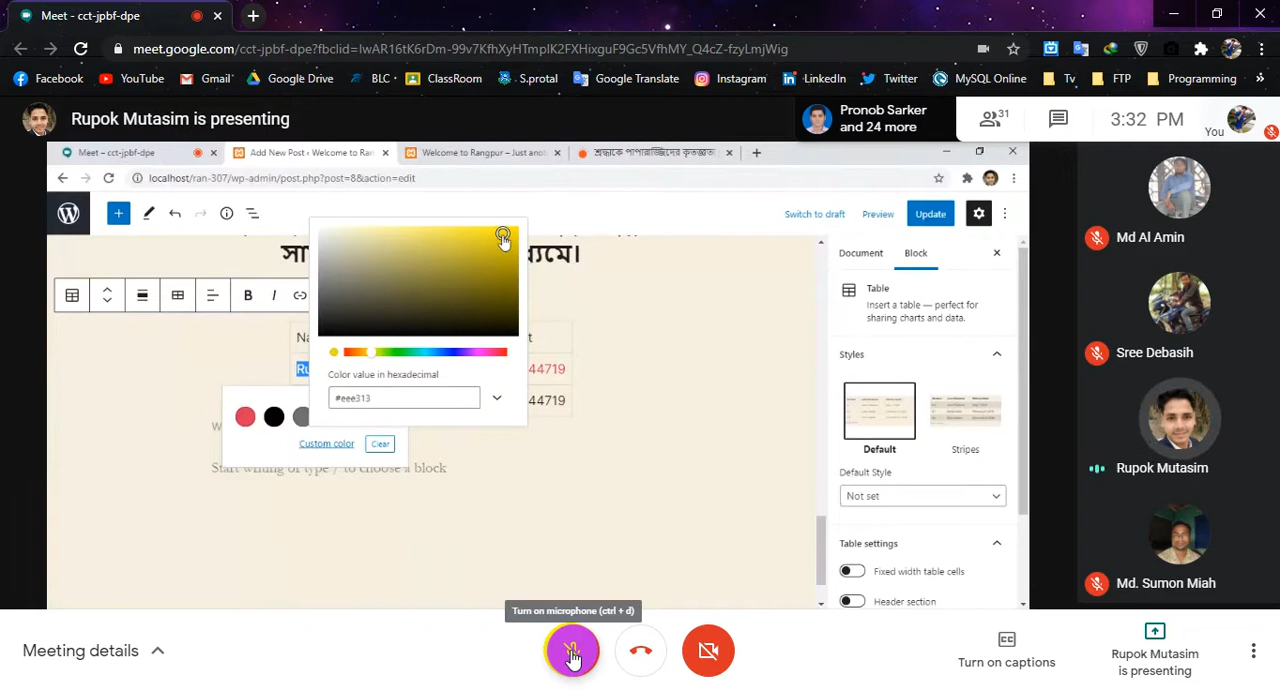 Meet - cct-jpbf-dpe
meet.google.com/cct-jpbf-dpe?fbclid=IwAR16tK6rDm-99v7KfhXyHTmpIK2FXHixguF9Gc5VfhMY_Q4cZ-fzyLmjWig
Facebook YouTube Gmail Google Drive BLC ClassRoom S.protal Google Translate Instagram LinkedIn Twitter MySQL Online Tv FTP Programming
Rupok Mutasim is presenting
Pronob Sarker
and 24 more
31
3:32 PM
You
Meet – cct-jpbf-dpe
Add New Post ‹ Welcome to Ran
Welcome to Rangpur – Just anot
শ্রদ্ধাকে পাপারাজ্জিদের কৃতজ্ঞতা
localhost/ran-307/wp-admin/post.php?post=8&action=edit
Switch to draft Preview Update
B I
Color value in hexadecimal
#eee313
44719
44719
Custom color Clear
Start writing or type / to choose a block
Document Block
Table
Insert a table — perfect for
sharing charts and data.
Styles
Default Stripes
Default Style
Not set
Table settings
Fixed width table cells
Header section
Md Al Amin
Sree Debasih
Rupok Mutasim
Md. Sumon Miah
Turn on microphone (ctrl + d)
Meeting details
Turn on captions
Rupok Mutasim
is presenting